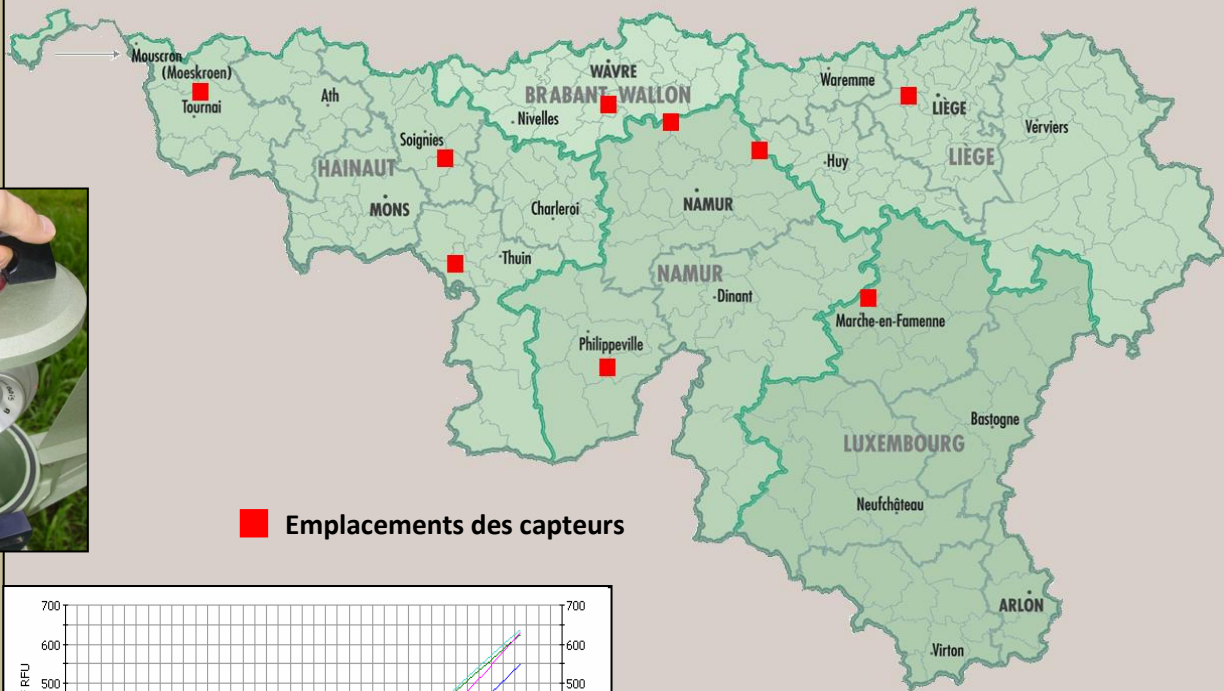 Mouscron
(Moeskroen)
Tournai
Ath
Soignies
HAINAUT
MONS
Charleroi
Thuin
WAVRE
BRABANT WALLON
Nivelles
Waremme
LIÈGE
Verviers
Huy
LIÈGE
NAMUR
NAMUR
Dinant
Philippeville
Marche-en-Famenne
Bastogne
LUXEMBOURG
Neufchâteau
ARLON
Virton
Emplacements des capteurs
700
700
600
600
500
500
RFU